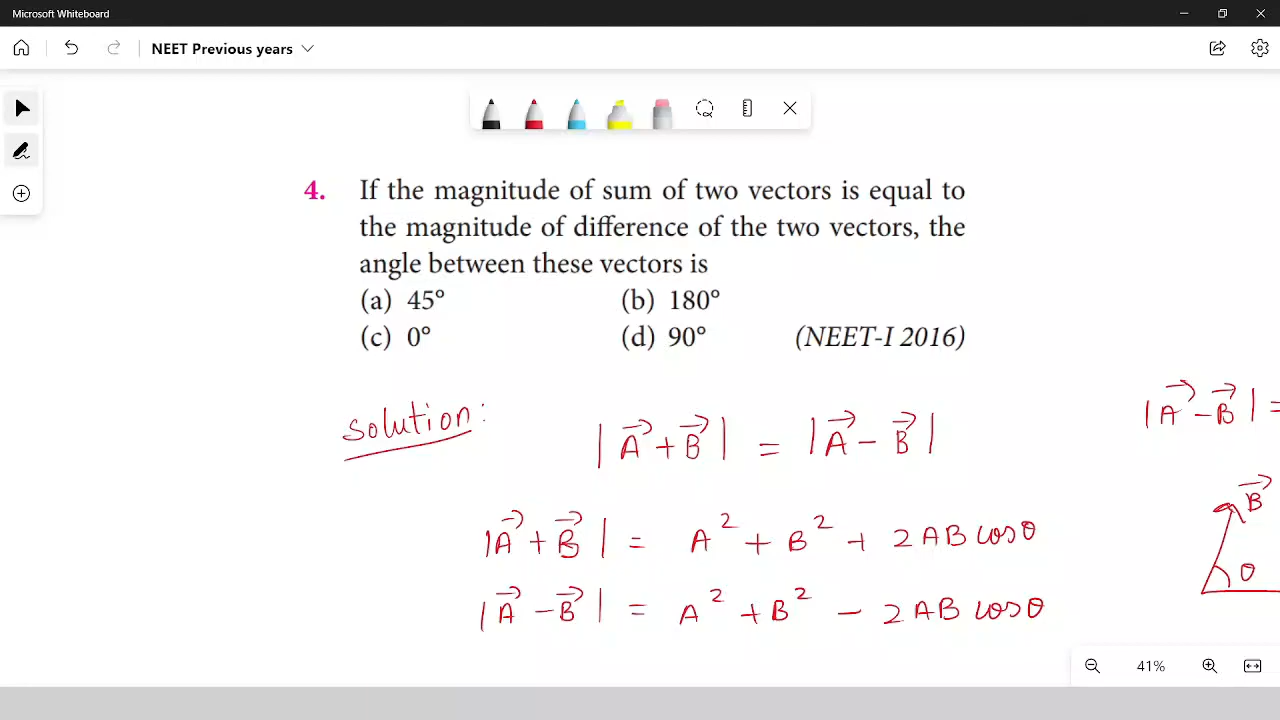 Microsoft Whiteboard
NEET Previous years
4. If the magnitude of sum of two vectors is equal to
the magnitude of difference of the two vectors, the
angle between these vectors is
(a) 45° (b) 180°
(c) 0° (d) 90° (NEET-I 2016)
solution:
|A⃗ + B⃗| = |A⃗ − B⃗|
|A⃗ − B⃗| =
|A⃗ + B⃗| = A² + B² + 2AB cosθ
B⃗
|A⃗ − B⃗| = A² + B² − 2AB cosθ
θ
41%